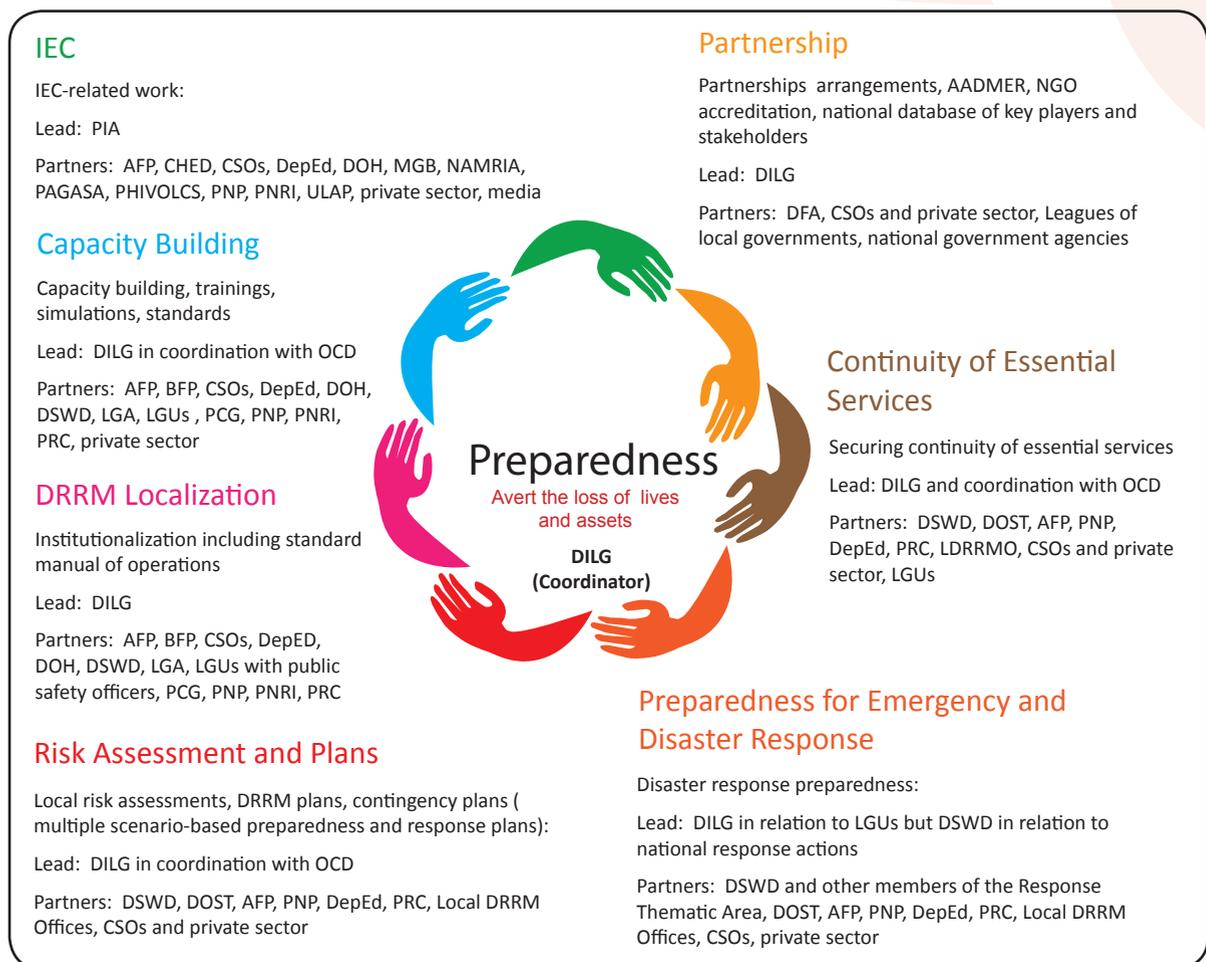 IEC
IEC-related work:
Lead:  PIA
Partners:  AFP, CHED, CSOs, DepEd, DOH, MGB, NAMRIA,
PAGASA, PHIVOLCS, PNP, PNRI, ULAP, private sector, media
Capacity Building
Capacity building, trainings,
simulations, standards
Lead:  DILG in coordination with OCD
Partners:  AFP, BFP, CSOs, DepEd, DOH,
DSWD, LGA, LGUs , PCG, PNP, PNRI,
PRC, private sector
DRRM Localization
Institutionalization including standard
manual of operations
Lead:  DILG
Partners:  AFP, BFP, CSOs, DepED,
DOH, DSWD, LGA, LGUs with public
safety officers, PCG, PNP, PNRI, PRC
Risk Assessment and Plans
Local risk assessments, DRRM plans, contingency plans (
multiple scenario-based preparedness and response plans):
Lead:  DILG in coordination with OCD
Partners:  DSWD, DOST, AFP, PNP, DepEd, PRC, Local DRRM
Offices, CSOs and private sector
Preparedness
Avert the loss of  lives
and assets
DILG
(Coordinator)
Partnership
Partnerships  arrangements, AADMER, NGO
accreditation, national database of key players and
stakeholders
Lead:  DILG
Partners:  DFA, CSOs and private sector, Leagues of
local governments, national government agencies
Continuity of Essential
Services
Securing continuity of essential services
Lead: DILG and coordination with OCD
Partners:  DSWD, DOST, AFP, PNP,
DepEd, PRC, LDRRMO, CSOs and private
sector, LGUs
Preparedness for Emergency and
Disaster Response
Disaster response preparedness:
Lead:  DILG in relation to LGUs but DSWD in relation to
national response actions
Partners:  DSWD and other members of the Response
Thematic Area, DOST, AFP, PNP, DepEd, PRC, Local DRRM
Offices, CSOs, private sector